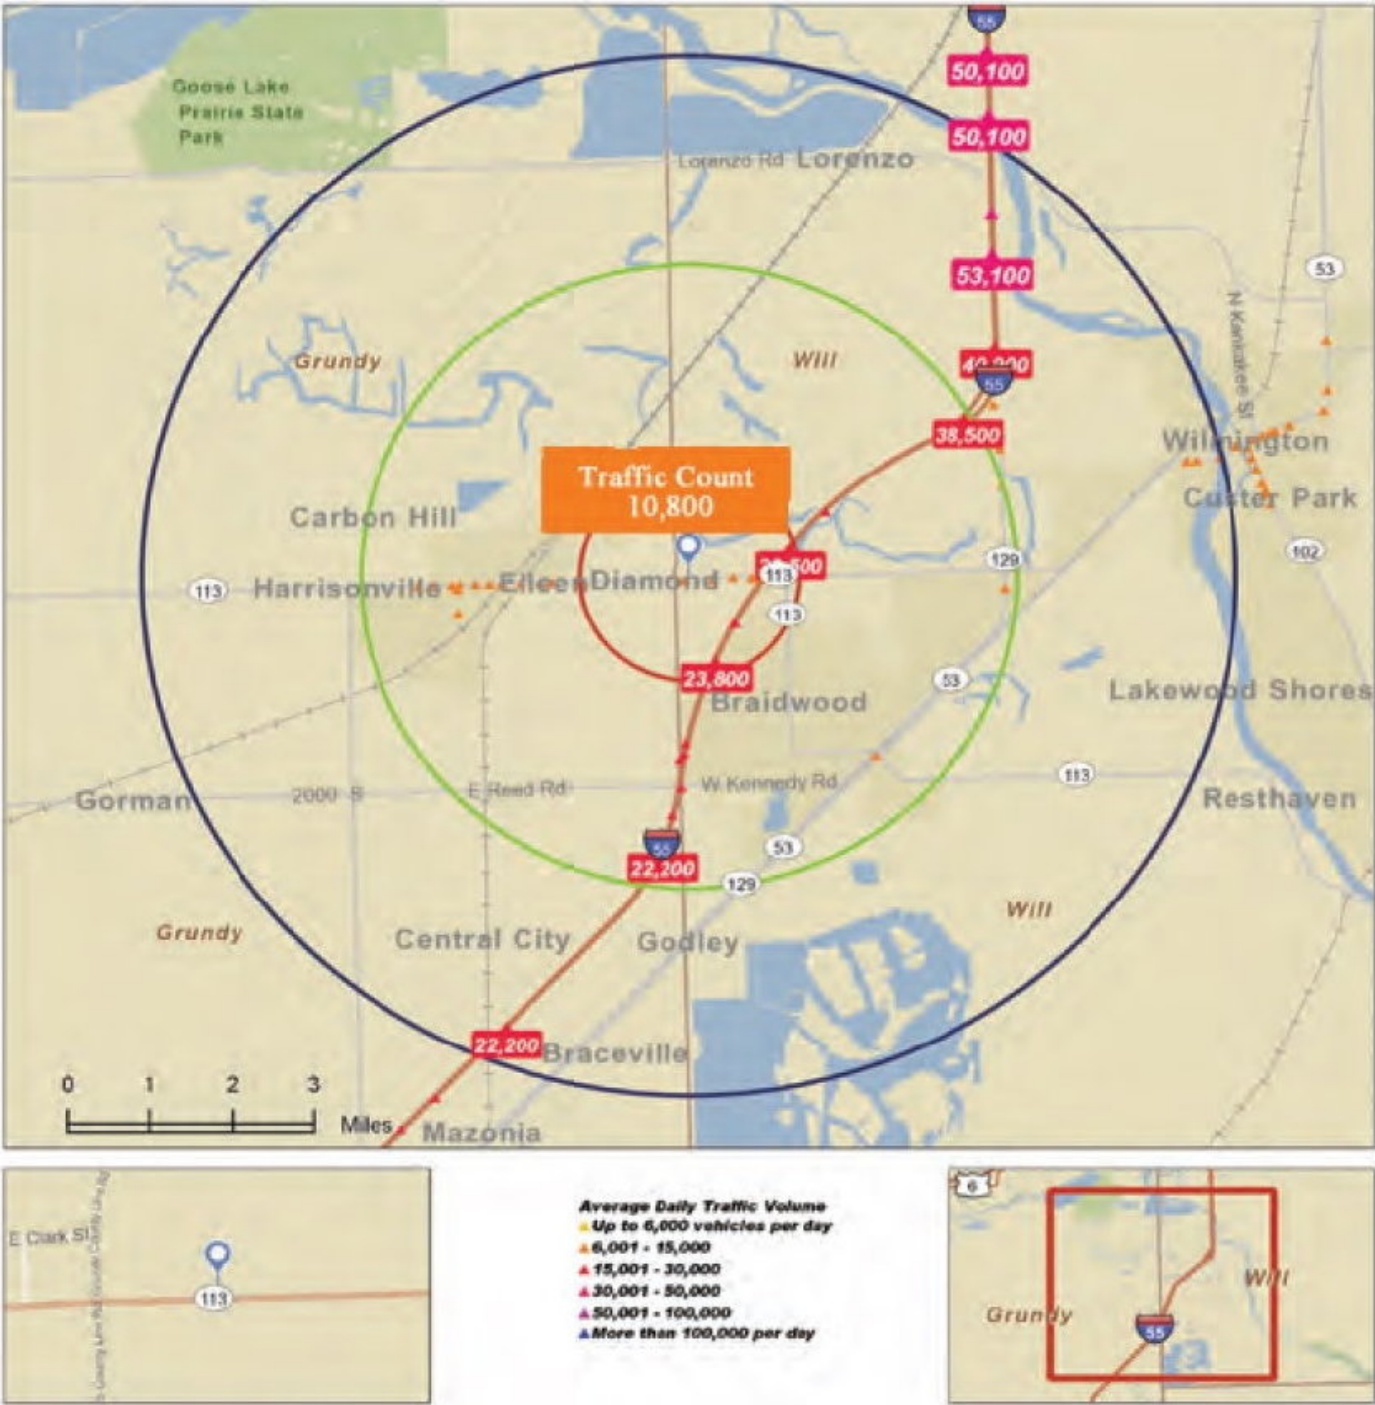 55
50,100
Goose Lake
Prairie State
Park
50,100
Lorenzo Rd Lorenzo
53
53,100
N Kankakee St
Grundy
Will
55
38,500
Wilmington
Traffic Count
10,800
Custer Park
Carbon Hill
102
129
113
113
Harrisonville
Eileen
Diamond
113
23,800
53
Lakewood Shores
Braidwood
113
Gorman
2000 S
E Reed Rd
W Kennedy Rd
Resthaven
55
53
22,200
129
Will
Grundy
Central City
Godley
22,200
Braceville
0 1 2 3
Miles
Mazonia
E Clark St
113
Average Daily Traffic Volume
Up to 6,000 vehicles per day
6,001 - 15,000
15,001 - 30,000
30,001 - 50,000
50,001 - 100,000
More than 100,000 per day
6
Will
Grundy
55